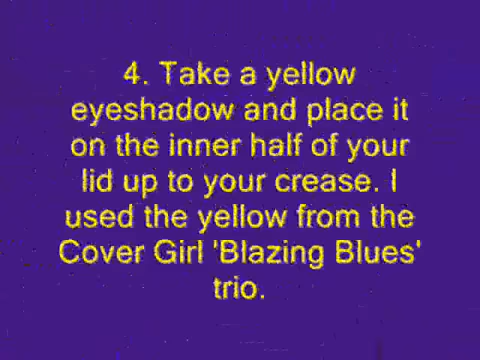 4. Take a yellow
eyeshadow and place it
on the inner half of your
lid up to your crease. I
used the yellow from the
Cover Girl 'Blazing Blues'
trio.